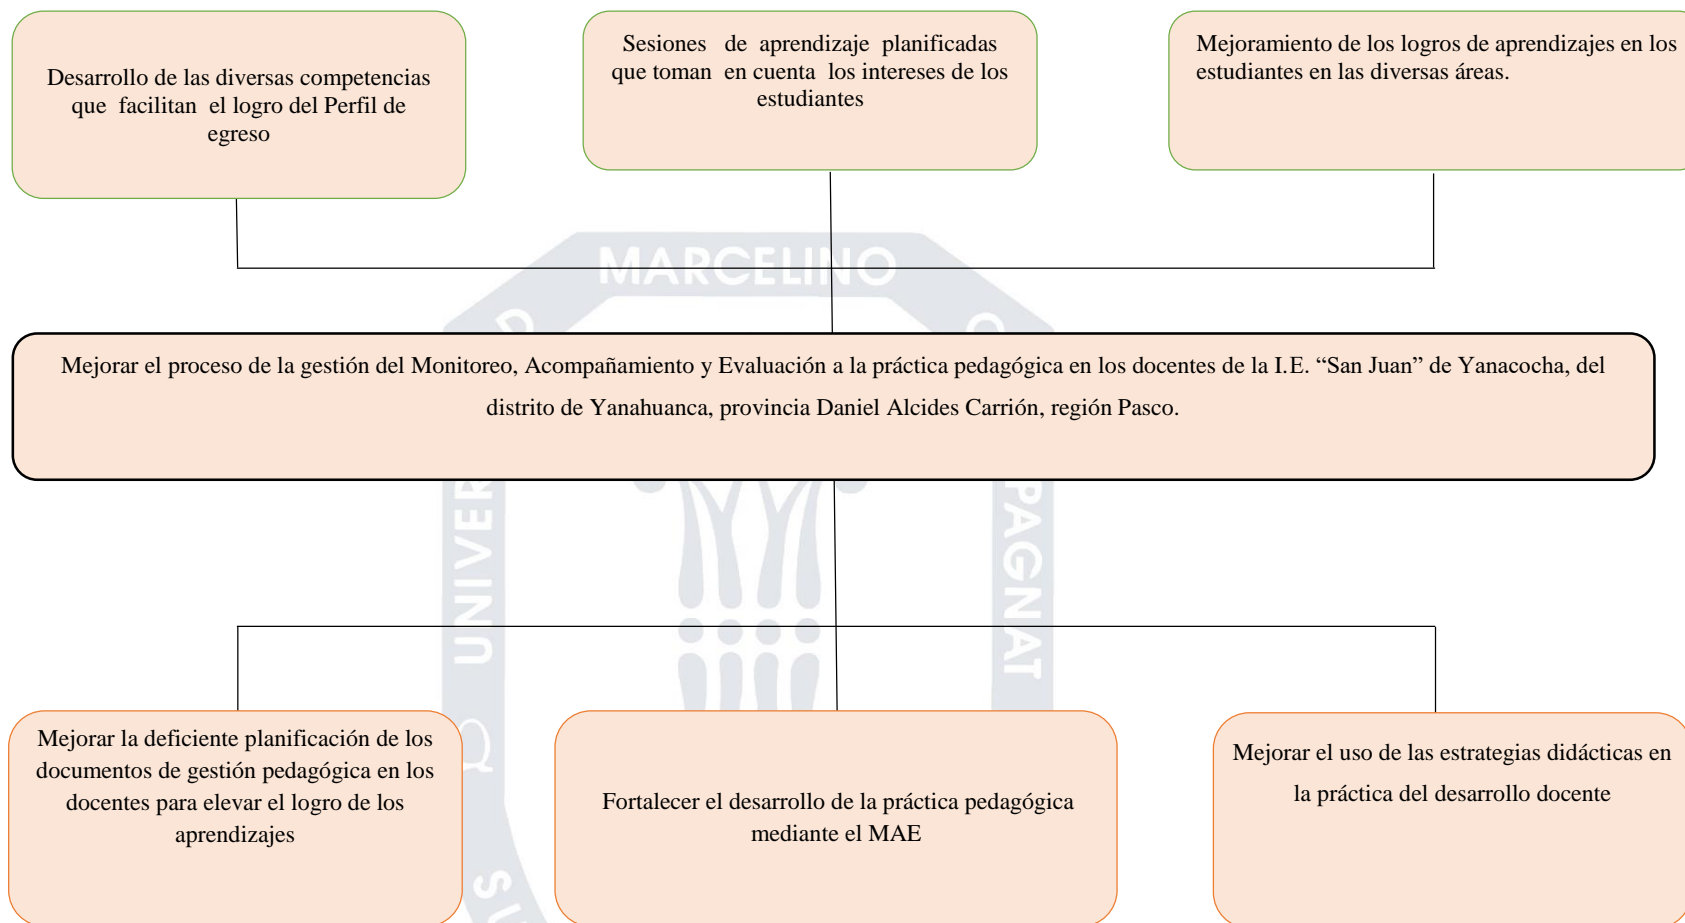 Desarrollo de las diversas competencias
que facilitan el logro del Perfil de
egreso
Sesiones de aprendizaje planificadas
que toman en cuenta los intereses de los
estudiantes
Mejoramiento de los logros de aprendizajes en los
estudiantes en las diversas áreas.
MARCELINO
Mejorar el proceso de la gestión del Monitoreo, Acompañamiento y Evaluación a la práctica pedagógica en los docentes de la I.E. “San Juan” de Yanacocha, del
distrito de Yanahuanca, provincia Daniel Alcides Carrión, región Pasco.
UNIVER
PAGNAT
Mejorar la deficiente planificación de los
documentos de gestión pedagógica en los
docentes para elevar el logro de los
aprendizajes
Fortalecer el desarrollo de la práctica pedagógica
mediante el MAE
Mejorar el uso de las estrategias didácticas en
la práctica del desarrollo docente